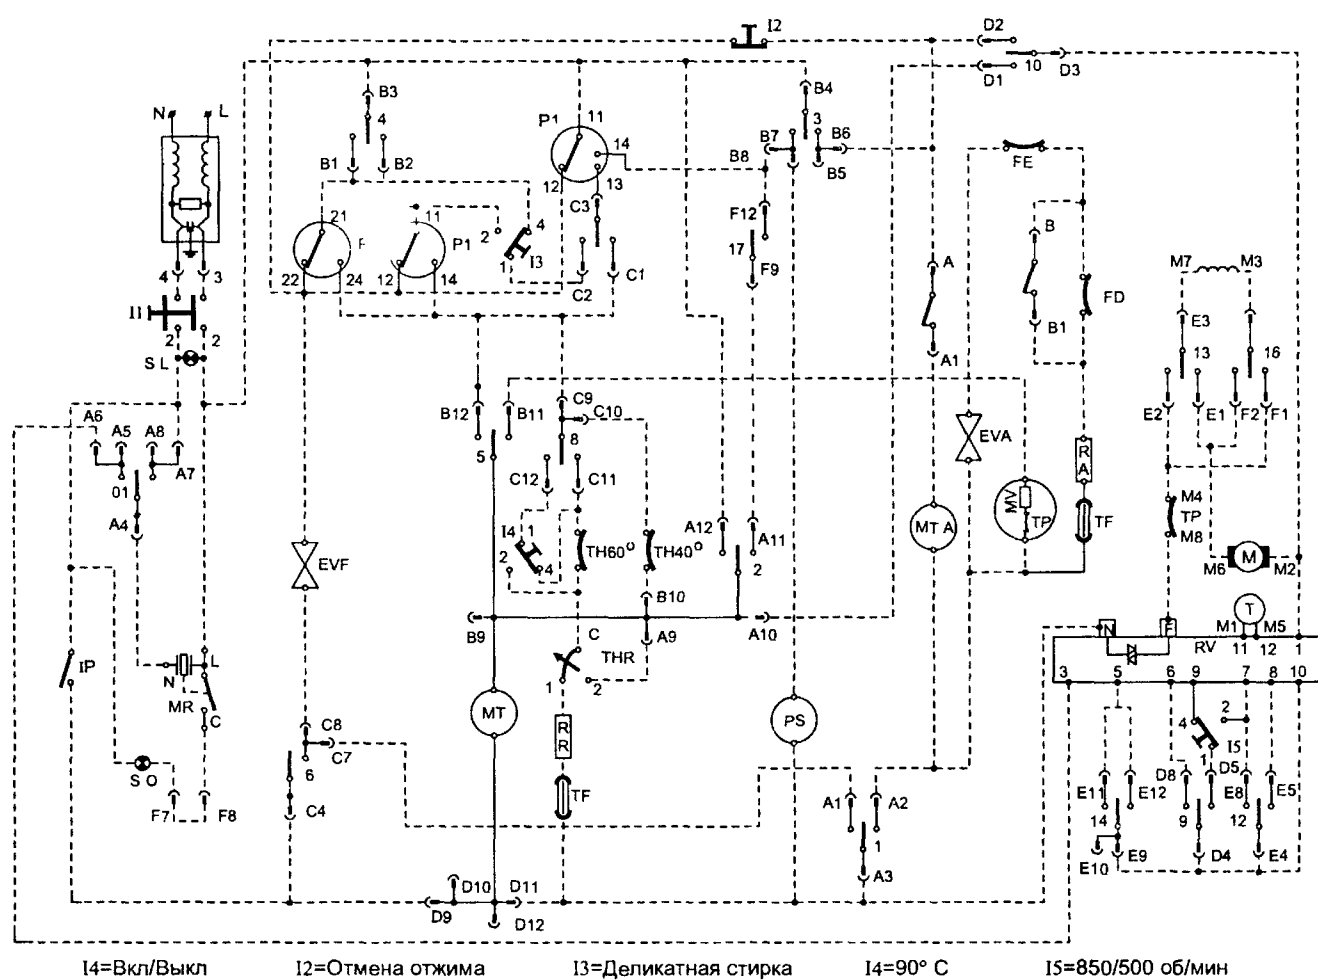 I2
D2
10
D3
D1
N
L
B3
4
B1
B2
P1
11
14
12
13
B4
3
B7
B6
B8
B5
FE
21
22
24
11
P1
12
14
2
4
1
I3
C3
C2
C1
F12
17
F9
A
A1
B
B1
FD
M7
M3
E3
13
16
E2
E1
F2
F1
4
3
I1
2
2
S L
A6
A5
A8
A7
01
A4
B12
B11
5
C9
C10
8
C12
C11
I4
1
2
4
TH60°
TH40°
A12
A11
2
EVA
MT A
MV
TP
RA
TF
M4
TP
M8
M6
M
M2
T
M1
M5
EVF
B9
B10
A9
A10
C
THR
1
2
RR
TF
MT
PS
IP
L
N
MR
C
S O
F7
F8
C8
C7
6
C4
A1
A2
1
A3
D10
D11
D9
D12
N
F
RV
11
12
1
3
5
6
9
7
8
10
4
2
I5
1
E11
E12
D8
D5
E8
E5
14
9
12
E10
E9
D4
E4
I4=Вкл/Выкл I2=Отмена отжима I3=Деликатная стирка I4=90° C I5=850/500 об/мин